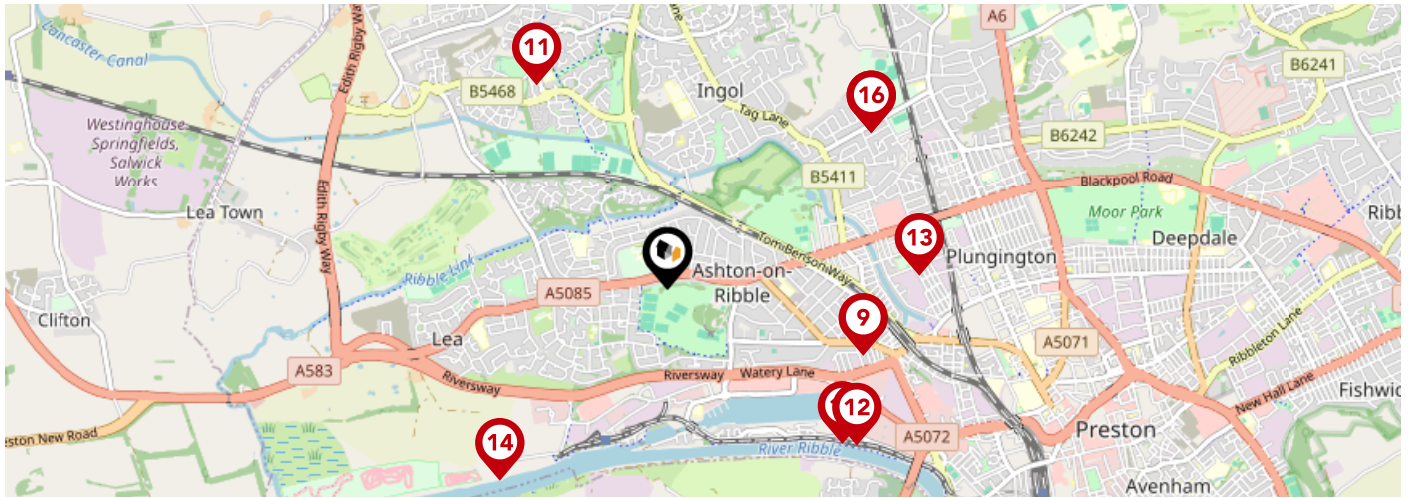 A6
Edith Rigby Way
Lancaster Canal
11
B6241
B5468
Ingol
16
Tag Lane
Westinghouse
Springfields,
Salwick
Works
B6242
B5411
Blackpool Road
Edith Rigby Way
Lea Town
Moor Park
13
Deepdale
Tom Benson Way
Plungington
Ribble Link
Ashton-on-
Ribble
A5085
Clifton
9
Lea
A5071
Ribbleton Lane
A583
Riversway
Riversway
Watery Lane
New Hall Lane
12
14
A5072
Preston
River Ribble
Avenham